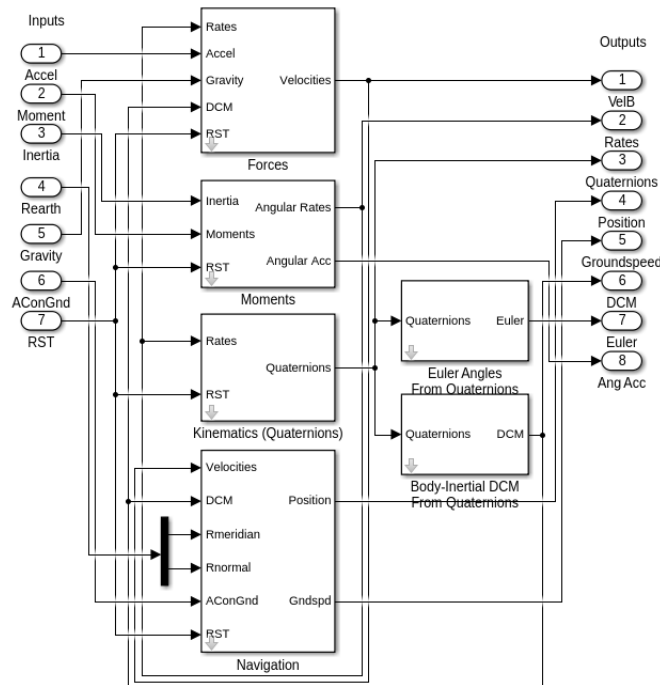 Inputs
1
Accel
2
Moment
3
Inertia
4
Rearth
5
Gravity
6
AConGnd
7
RST
Rates
Accel
Gravity
DCM
RST
Velocities
Forces
Inertia
Moments
RST
Angular Rates
Angular Acc
Moments
Rates
RST
Quaternions
Kinematics (Quaternions)
Velocities
DCM
Rmeridian
Rnormal
AConGnd
RST
Position
Gndspd
Navigation
Quaternions
Euler
Euler Angles
From Quaternions
Quaternions
DCM
Body-Inertial DCM
From Quaternions
Outputs
1
VelB
2
Rates
3
Quaternions
4
Position
5
Groundspeed
6
DCM
7
Euler
8
Ang Acc